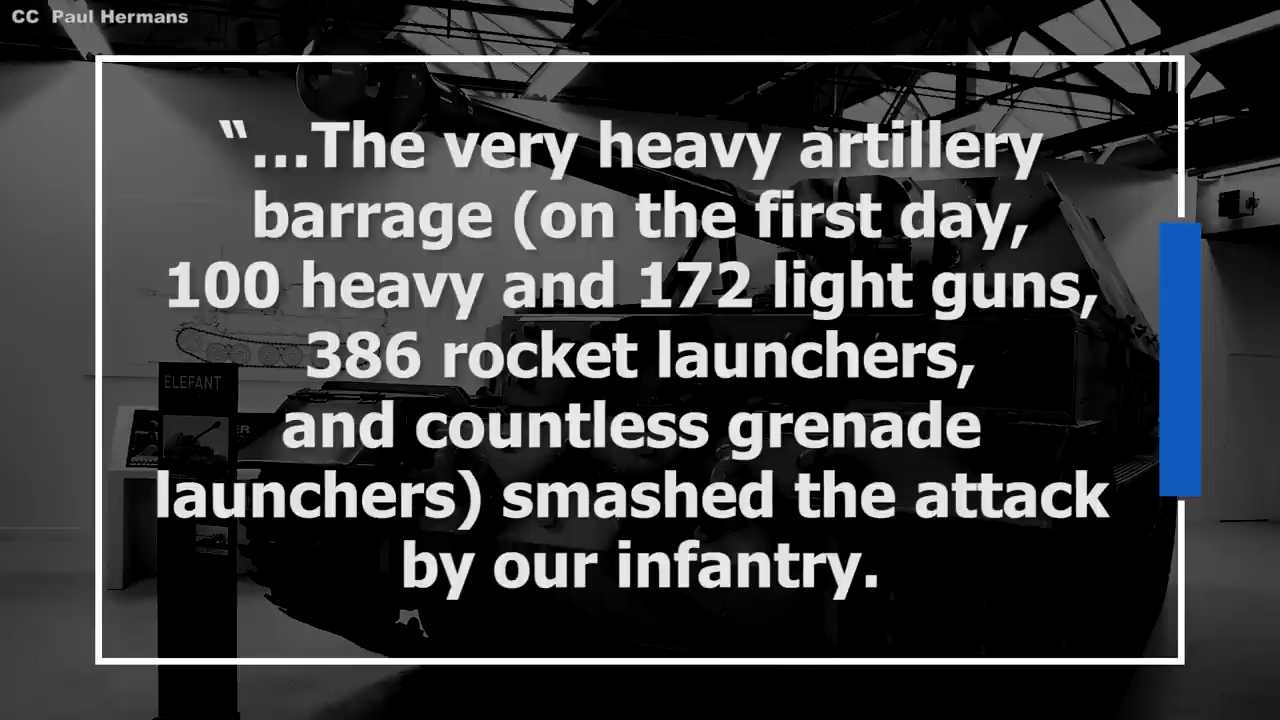 CC Paul Hermans
“...The very heavy artillery
barrage (on the first day,
100 heavy and 172 light guns,
386 rocket launchers,
and countless grenade
launchers) smashed the attack
by our infantry.
ELEFANT